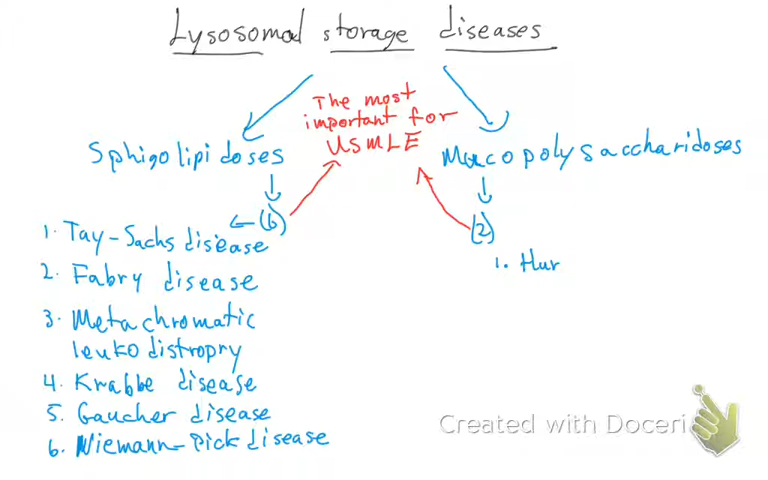 Lysosomal storage diseases
The most
important for
USMLE
Sphigolipidoses
Mucopolysaccharidoses
(6)
(2)
1. Tay-Sachs disease
2. Fabry disease
3. Metachromatic
leukodistropry
4. Krabbe disease
5. Gaucher disease
6. Niemann-Pick disease
1. Hur
Created with Doceri